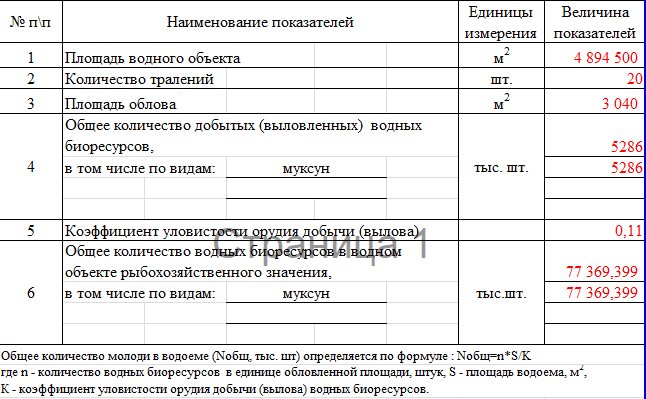 № п\п Наименование показателей Единицы измерения Величина показателей
1 Площадь водного объекта м² 4 894 500
2 Количество тралений шт. 20
3 Площадь облова м² 3 040
4 Общее количество добытых (выловленных) водных
биоресурсов, 5286
в том числе по видам: муксун тыс. шт. 5286
5 Коэффициент уловистости орудия добычи (вылова) 0,11
Страница 1
6 Общее количество водных биоресурсов в водном
объекте рыбохозяйственного значения, 77 369,399
в том числе по видам: муксун тыс.шт. 77 369,399
Общее количество молоди в водоеме (Nобщ, тыс. шт) определяется по формуле : Nобщ=n*S/K
где n - количество водных биоресурсов в единице обловленной площади, штук, S - площадь водоема, м²,
К - коэффициент уловистости орудия добычи (вылова) водных биоресурсов.